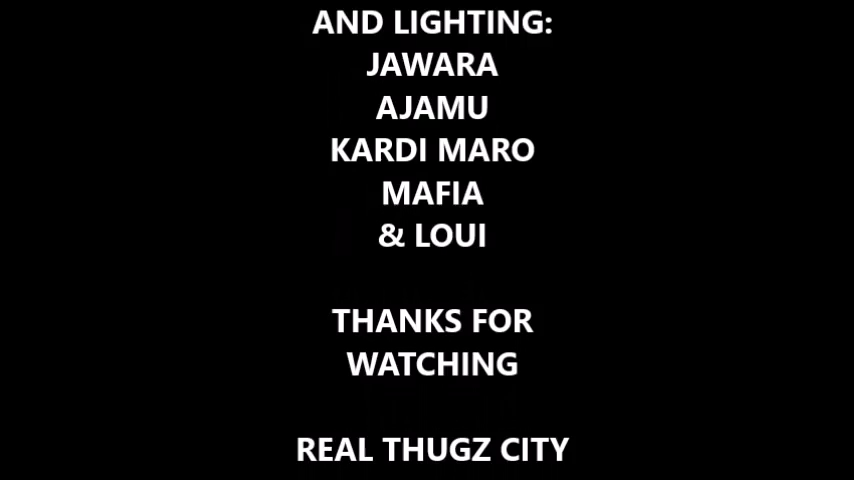 AND LIGHTING:
JAWARA
AJAMU
KARDI MARO
MAFIA
& LOUI
THANKS FOR
WATCHING
REAL THUGZ CITY